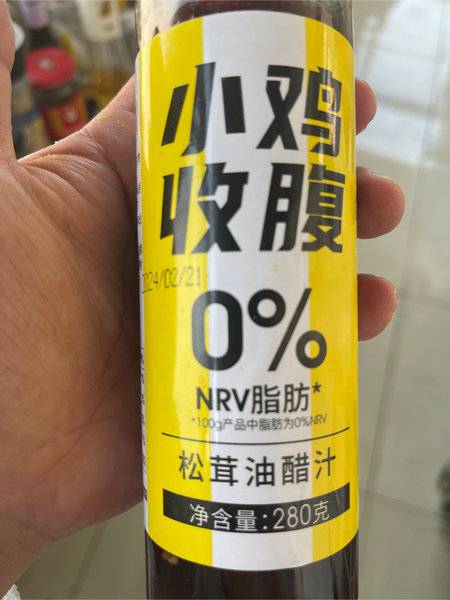 小鸡
收腹
2024/02/21
0%
NRV脂肪*
*100g产品中脂肪为0%NRV
松茸油醋汁
净含量:280克